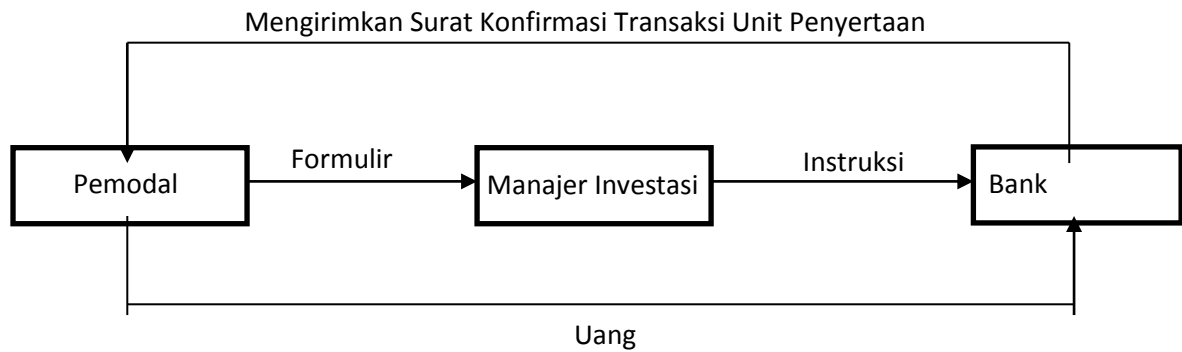 Mengirimkan Surat Konfirmasi Transaksi Unit Penyertaan
Formulir
Instruksi
Pemodal
Manajer Investasi
Bank
Uang